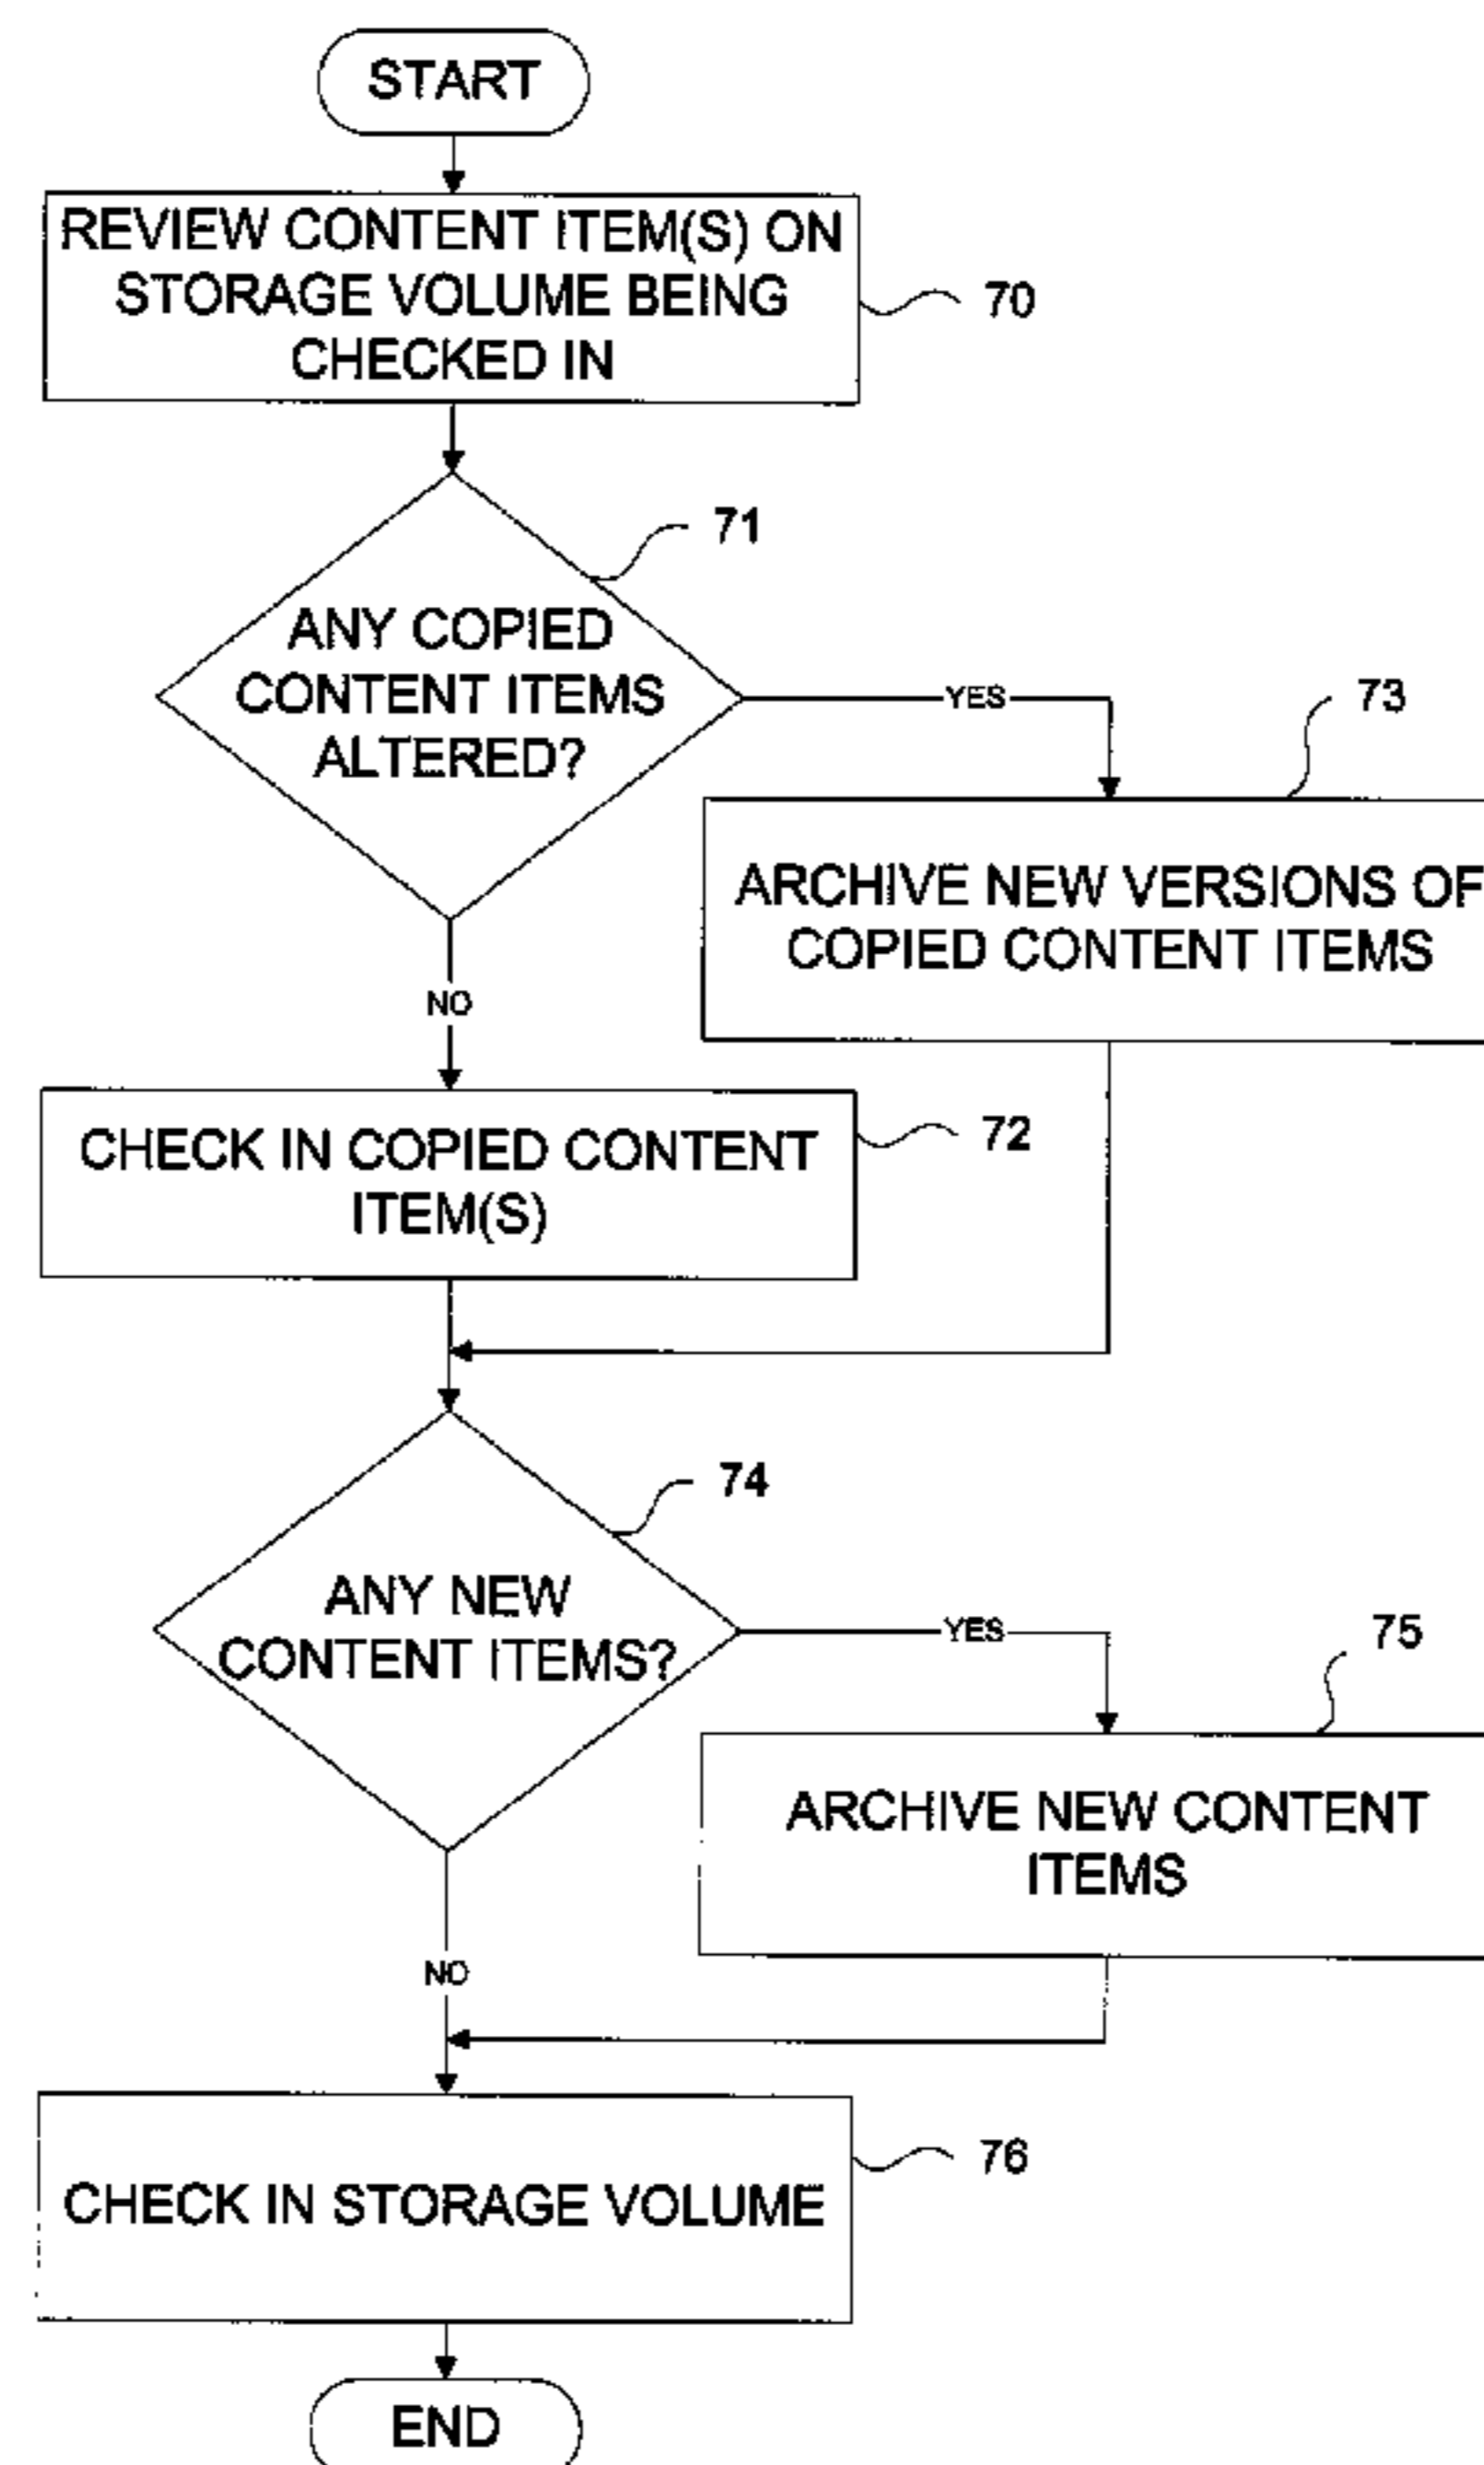 START
REVIEW CONTENT ITEM(S) ON
STORAGE VOLUME BEING
CHECKED IN
70
71
ANY COPIED
CONTENT ITEMS
ALTERED?
YES
73
ARCHIVE NEW VERSIONS OF
COPIED CONTENT ITEMS
NO
CHECK IN COPIED CONTENT
ITEM(S)
72
74
ANY NEW
CONTENT ITEMS?
YES
75
ARCHIVE NEW CONTENT
ITEMS
NO
76
CHECK IN STORAGE VOLUME
END